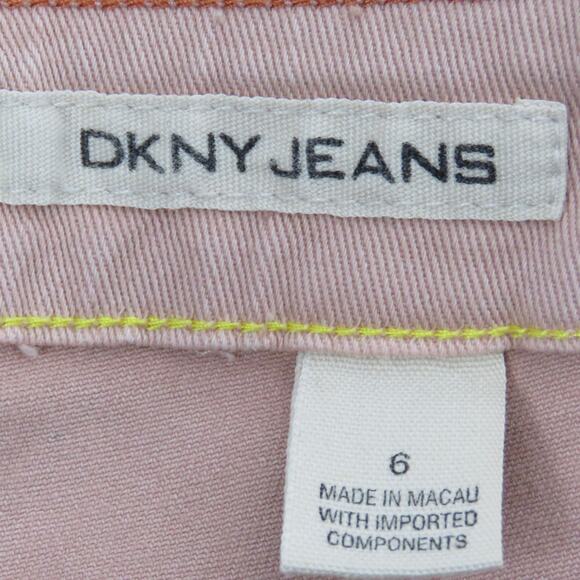 DKNY JEANS
6
MADE IN MACAU
WITH IMPORTED
COMPONENTS